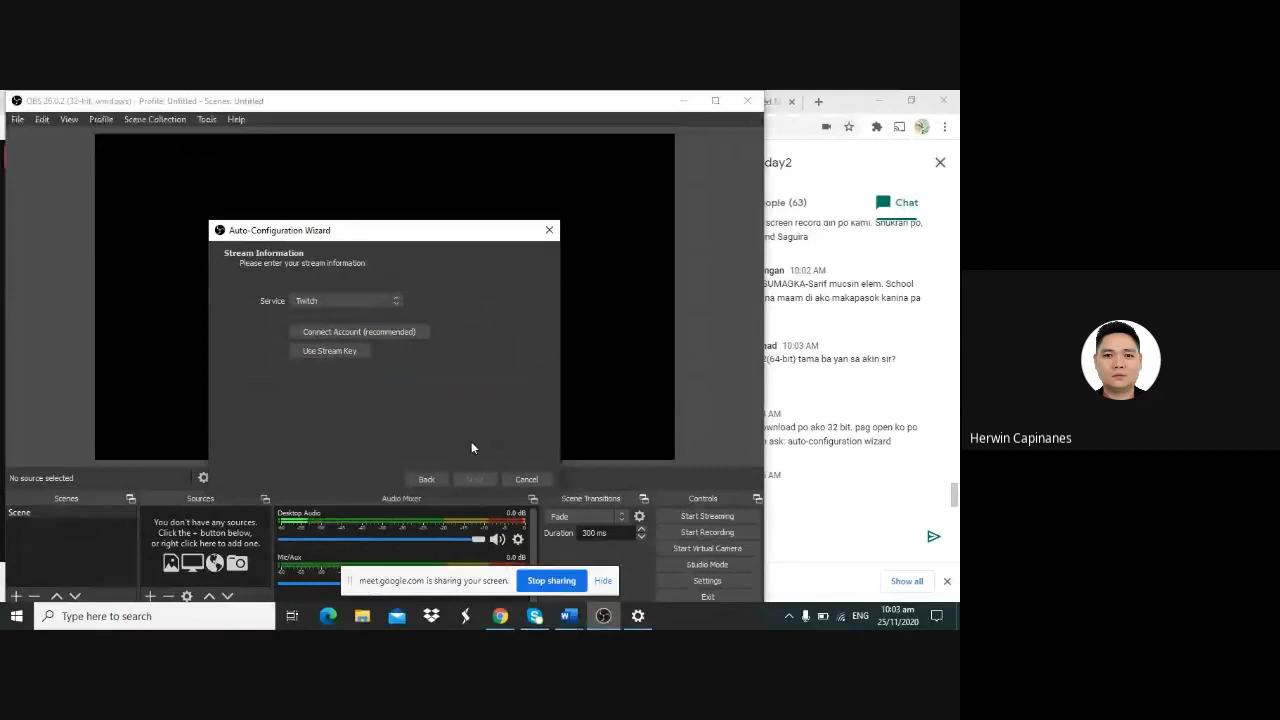 OBS 26.0.2 (32-bit, windows) - Profile: Untitled - Scenes: Untitled
File Edit View Profile Scene Collection Tools Help
day2
ople (63)
Chat
screen record din po kami. Shukran po,
nd Saguira
ngan 10:02 AM
SUMAGKA-Sarif mucsin elem. School
na maam di ako makapasok kanina pa
ad 10:03 AM
2(64-bit) tama ba yan sa akin sir?
AM
ownload po ako 32 bit. pag open ko po
ask: auto-configuration wizard
AM
Auto-Configuration Wizard
Stream Information
Please enter your stream information
Service Twitch
Connect Account (recommended)
Use Stream Key
Back Next Cancel
No source selected
Scenes Sources Audio Mixer Scene Transitions Controls
Scene
You don't have any sources.
Click the + button below,
or right click here to add one.
Desktop Audio 0.0 dB
Mic/Aux 0.0 dB
Fade
Duration 300 ms
Start Streaming
Start Recording
Start Virtual Camera
Studio Mode
Settings
Exit
meet.google.com is sharing your screen.
Stop sharing
Hide
Show all
Type here to search
ENG
10:03 am
25/11/2020
Herwin Capinanes